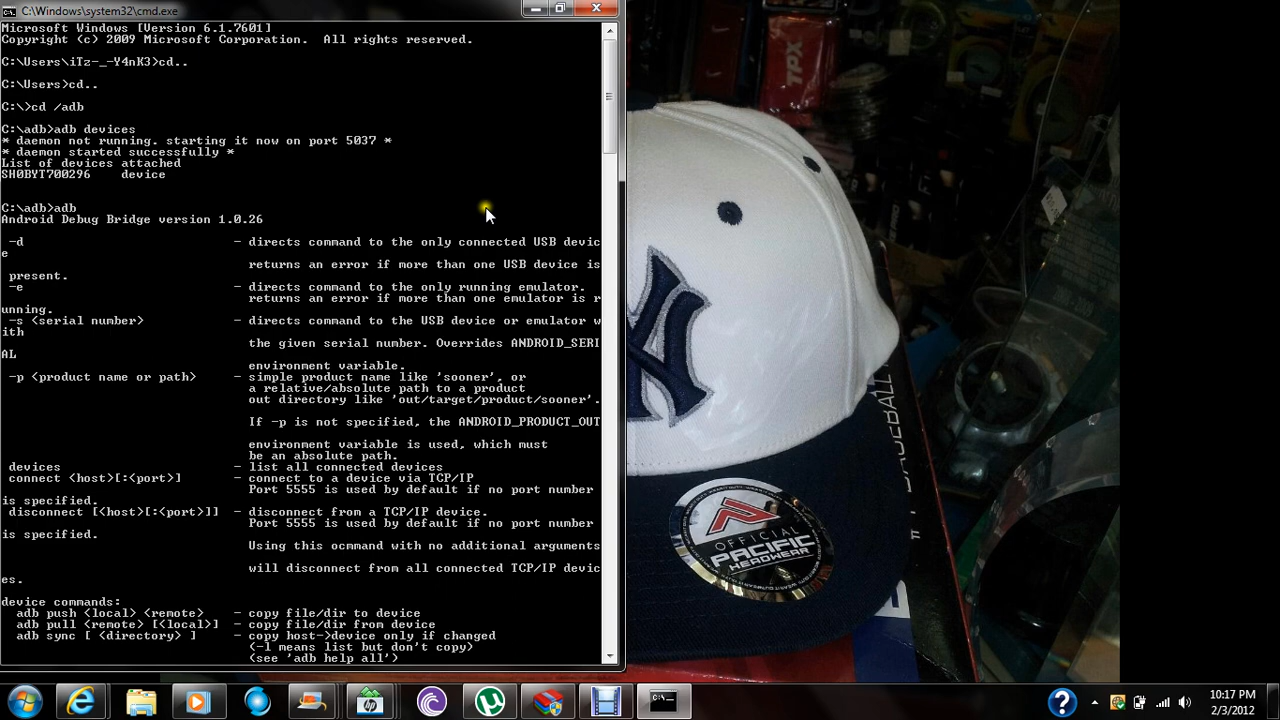 C:\Windows\system32\cmd.exe
Microsoft Windows [Version 6.1.7601]
Copyright (c) 2009 Microsoft Corporation.  All rights reserved.
C:\Users\iTz-_-Y4nK3>cd..
C:\Users>cd..
C:\>cd /adb
C:\adb>adb devices
* daemon not running. starting it now on port 5037 *
* daemon started successfully *
List of devices attached
SH0BYT700296    device
C:\adb>adb
Android Debug Bridge version 1.0.26
-d - directs command to the only connected USB devic
e
returns an error if more than one USB device is
present.
-e - directs command to the only running emulator.
returns an error if more than one emulator is r
unning.
-s <serial number> - directs command to the USB device or emulator w
ith
the given serial number. Overrides ANDROID_SERI
AL
environment variable.
-p <product name or path> - simple product name like 'sooner', or
a relative/absolute path to a product
out directory like 'out/target/product/sooner'.
If -p is not specified, the ANDROID_PRODUCT_OUT
environment variable is used, which must
be an absolute path.
devices - list all connected devices
connect <host>[:<port>] - connect to a device via TCP/IP
Port 5555 is used by default if no port number
is specified.
disconnect [<host>[:<port>]] - disconnect from a TCP/IP device.
Port 5555 is used by default if no port number
is specified.
Using this ocmmand with no additional arguments
will disconnect from all connected TCP/IP devic
es.
device commands:
adb push <local> <remote> - copy file/dir to device
adb pull <remote> [<local>] - copy file/dir from device
adb sync [ <directory> ] - copy host->device only if changed
(-l means list but don't copy)
(see 'adb help all')
TPX
OFFICIAL
PACIFIC
HEADWEAR
BASEBALL
10:17 PM
2/3/2012